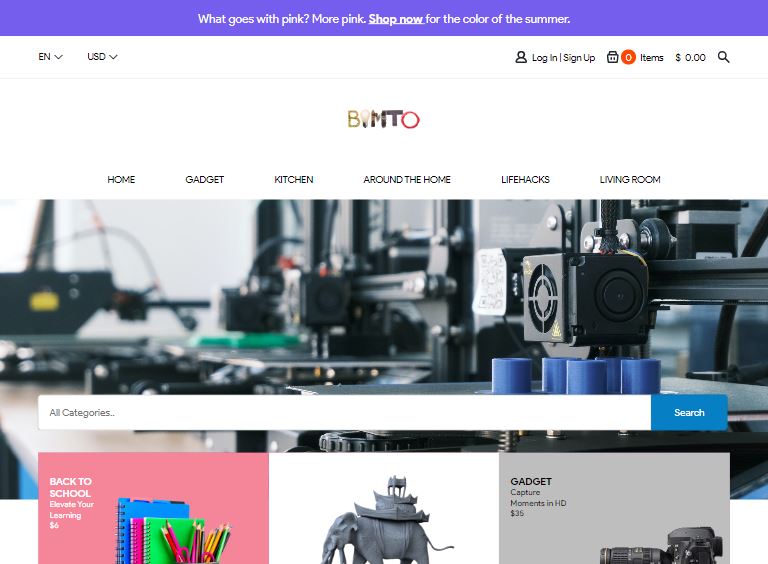 What goes with pink? More pink. Shop now for the color of the summer.
EN USD Log In | Sign Up 0 Items $ 0.00
BIMTO
HOME GADGET KITCHEN AROUND THE HOME LIFEHACKS LIVING ROOM
All Categories.. Search
BACK TO
SCHOOL
Elevate Your
Learning
$6
GADGET
Capture
Moments in HD
$35